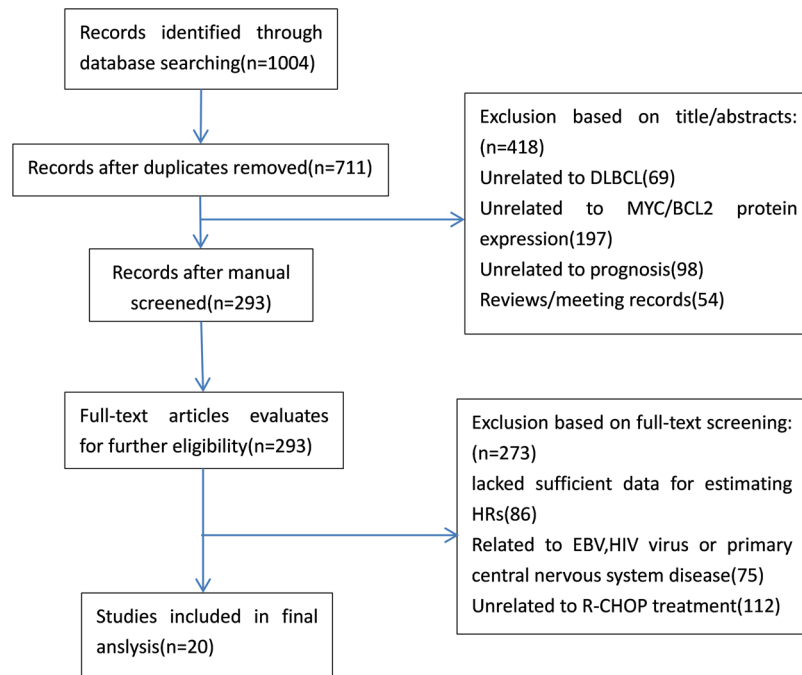 Records identified through
database searching(n=1004)
Records after duplicates removed(n=711)
Exclusion based on title/abstracts:
(n=418)
Unrelated to DLBCL(69)
Unrelated to MYC/BCL2 protein
expression(197)
Unrelated to prognosis(98)
Reviews/meeting records(54)
Records after manual
screened(n=293)
Full-text articles evaluates
for further eligibility(n=293)
Exclusion based on full-text screening:
(n=273)
lacked sufficient data for estimating
HRs(86)
Related to EBV,HIV virus or primary
central nervous system disease(75)
Unrelated to R-CHOP treatment(112)
Studies included in final
anslysis(n=20)